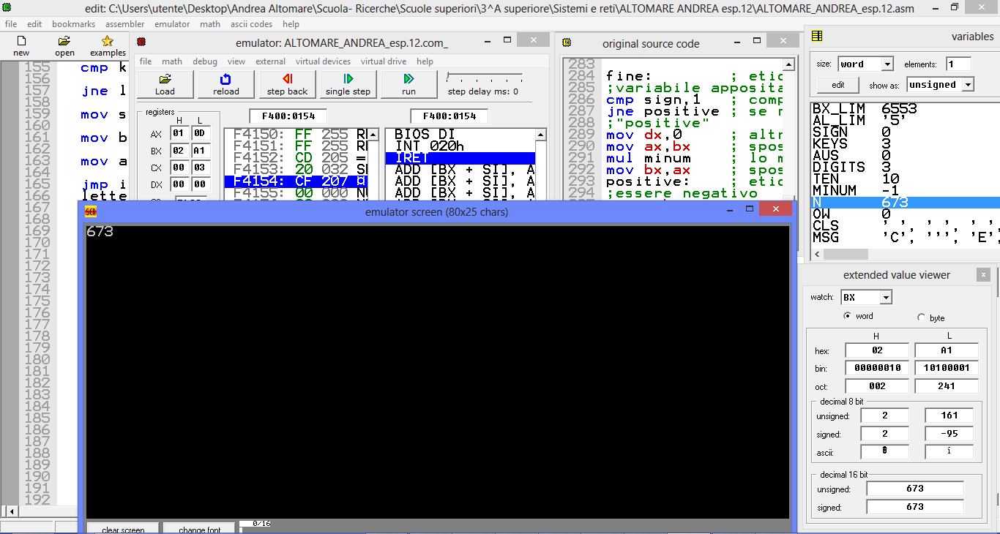 edit: C:\Users\utente\Desktop\Andrea Altomare\Scuola- Ricerche\Scuole superiori\3^A superiore\Sistemi e reti\ALTOMARE ANDREA esp.12\ALTOMARE_ANDREA_esp.12.asm
file edit bookmarks assembler emulator math ascii codes help
new open examples
155 cmp k
156
157 jne l
158
159 mov s
160
161 mov b
162
163 mov a
164
165 jmp i
166 lette
167
168
169
170
171
172
173
174
175
176
177
178
179
180
181
182
183
184
185
186
187
188
189
190
191
192
emulator: ALTOMARE_ANDREA_esp.12.com_
file math debug view external virtual devices virtual drive help
Load reload step back single step run step delay ms: 0
registers
H L
AX 01 0D
BX 02 A1
CX 00 03
DX 00 00
F400:0154 F400:0154
F4150: FF 255
F4151: FF 255
F4152: CD 205 =
F4153: 20 032
F4154: CF 207 ¤
F4155: 00 000
BIOS DI
INT 020h
IRET
ADD [BX + SI], A
ADD [BX + SI], A
ADD [BX + SI], A
original source code
283
284 fine: ; etic
285 ;variabile apposita
286 cmp sign,1 ; comp
287 jne positive ; se
288 ;"positive"
289 mov dx,0 ; altr
290 mov ax,bx ; spos
291 mul minum ; lo m
292 mov bx,ax ; spos
293 positive: ; etic
294 ;essere negativo
variables
size: word elements: 1
edit show as: unsigned
BX_LIM 6553
AL_LIM '5'
SIGN 0
KEYS 3
AUS 0
DIGITS 3
TEN 10
MINUM -1
N 673
OW 0
CLS ' ', ' ', ' ',
MSG 'C', ''', 'E',
emulator screen (80x25 chars)
673
clear screen change font 0/16
extended value viewer
watch: BX
word byte
H L
hex: 02 A1
bin: 00000010 10100001
oct: 002 241
decimal 8 bit
unsigned: 2 161
signed: 2 -95
ascii: í
decimal 16 bit
unsigned: 673
signed: 673